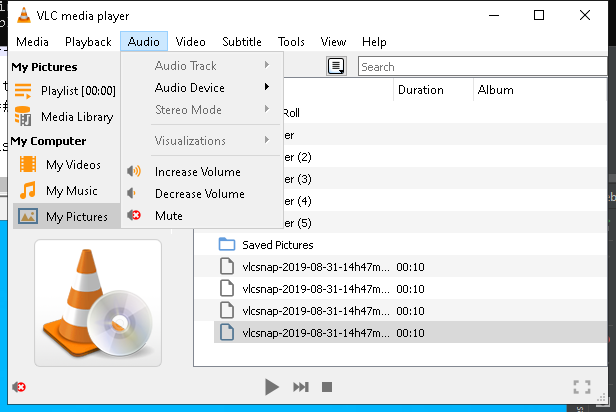 VLC media player
Media Playback Audio Video Subtitle Tools View Help
My Pictures
Playlist [00:00]
Media Library
My Computer
My Videos
My Music
My Pictures
Audio Track
Audio Device
Stereo Mode
Visualizations
Increase Volume
Decrease Volume
Mute
Search
Duration Album
Roll
er
er (2)
er (3)
er (4)
er (5)
Saved Pictures
vlcsnap-2019-08-31-14h47m... 00:10
vlcsnap-2019-08-31-14h47m... 00:10
vlcsnap-2019-08-31-14h47m... 00:10
vlcsnap-2019-08-31-14h47m... 00:10